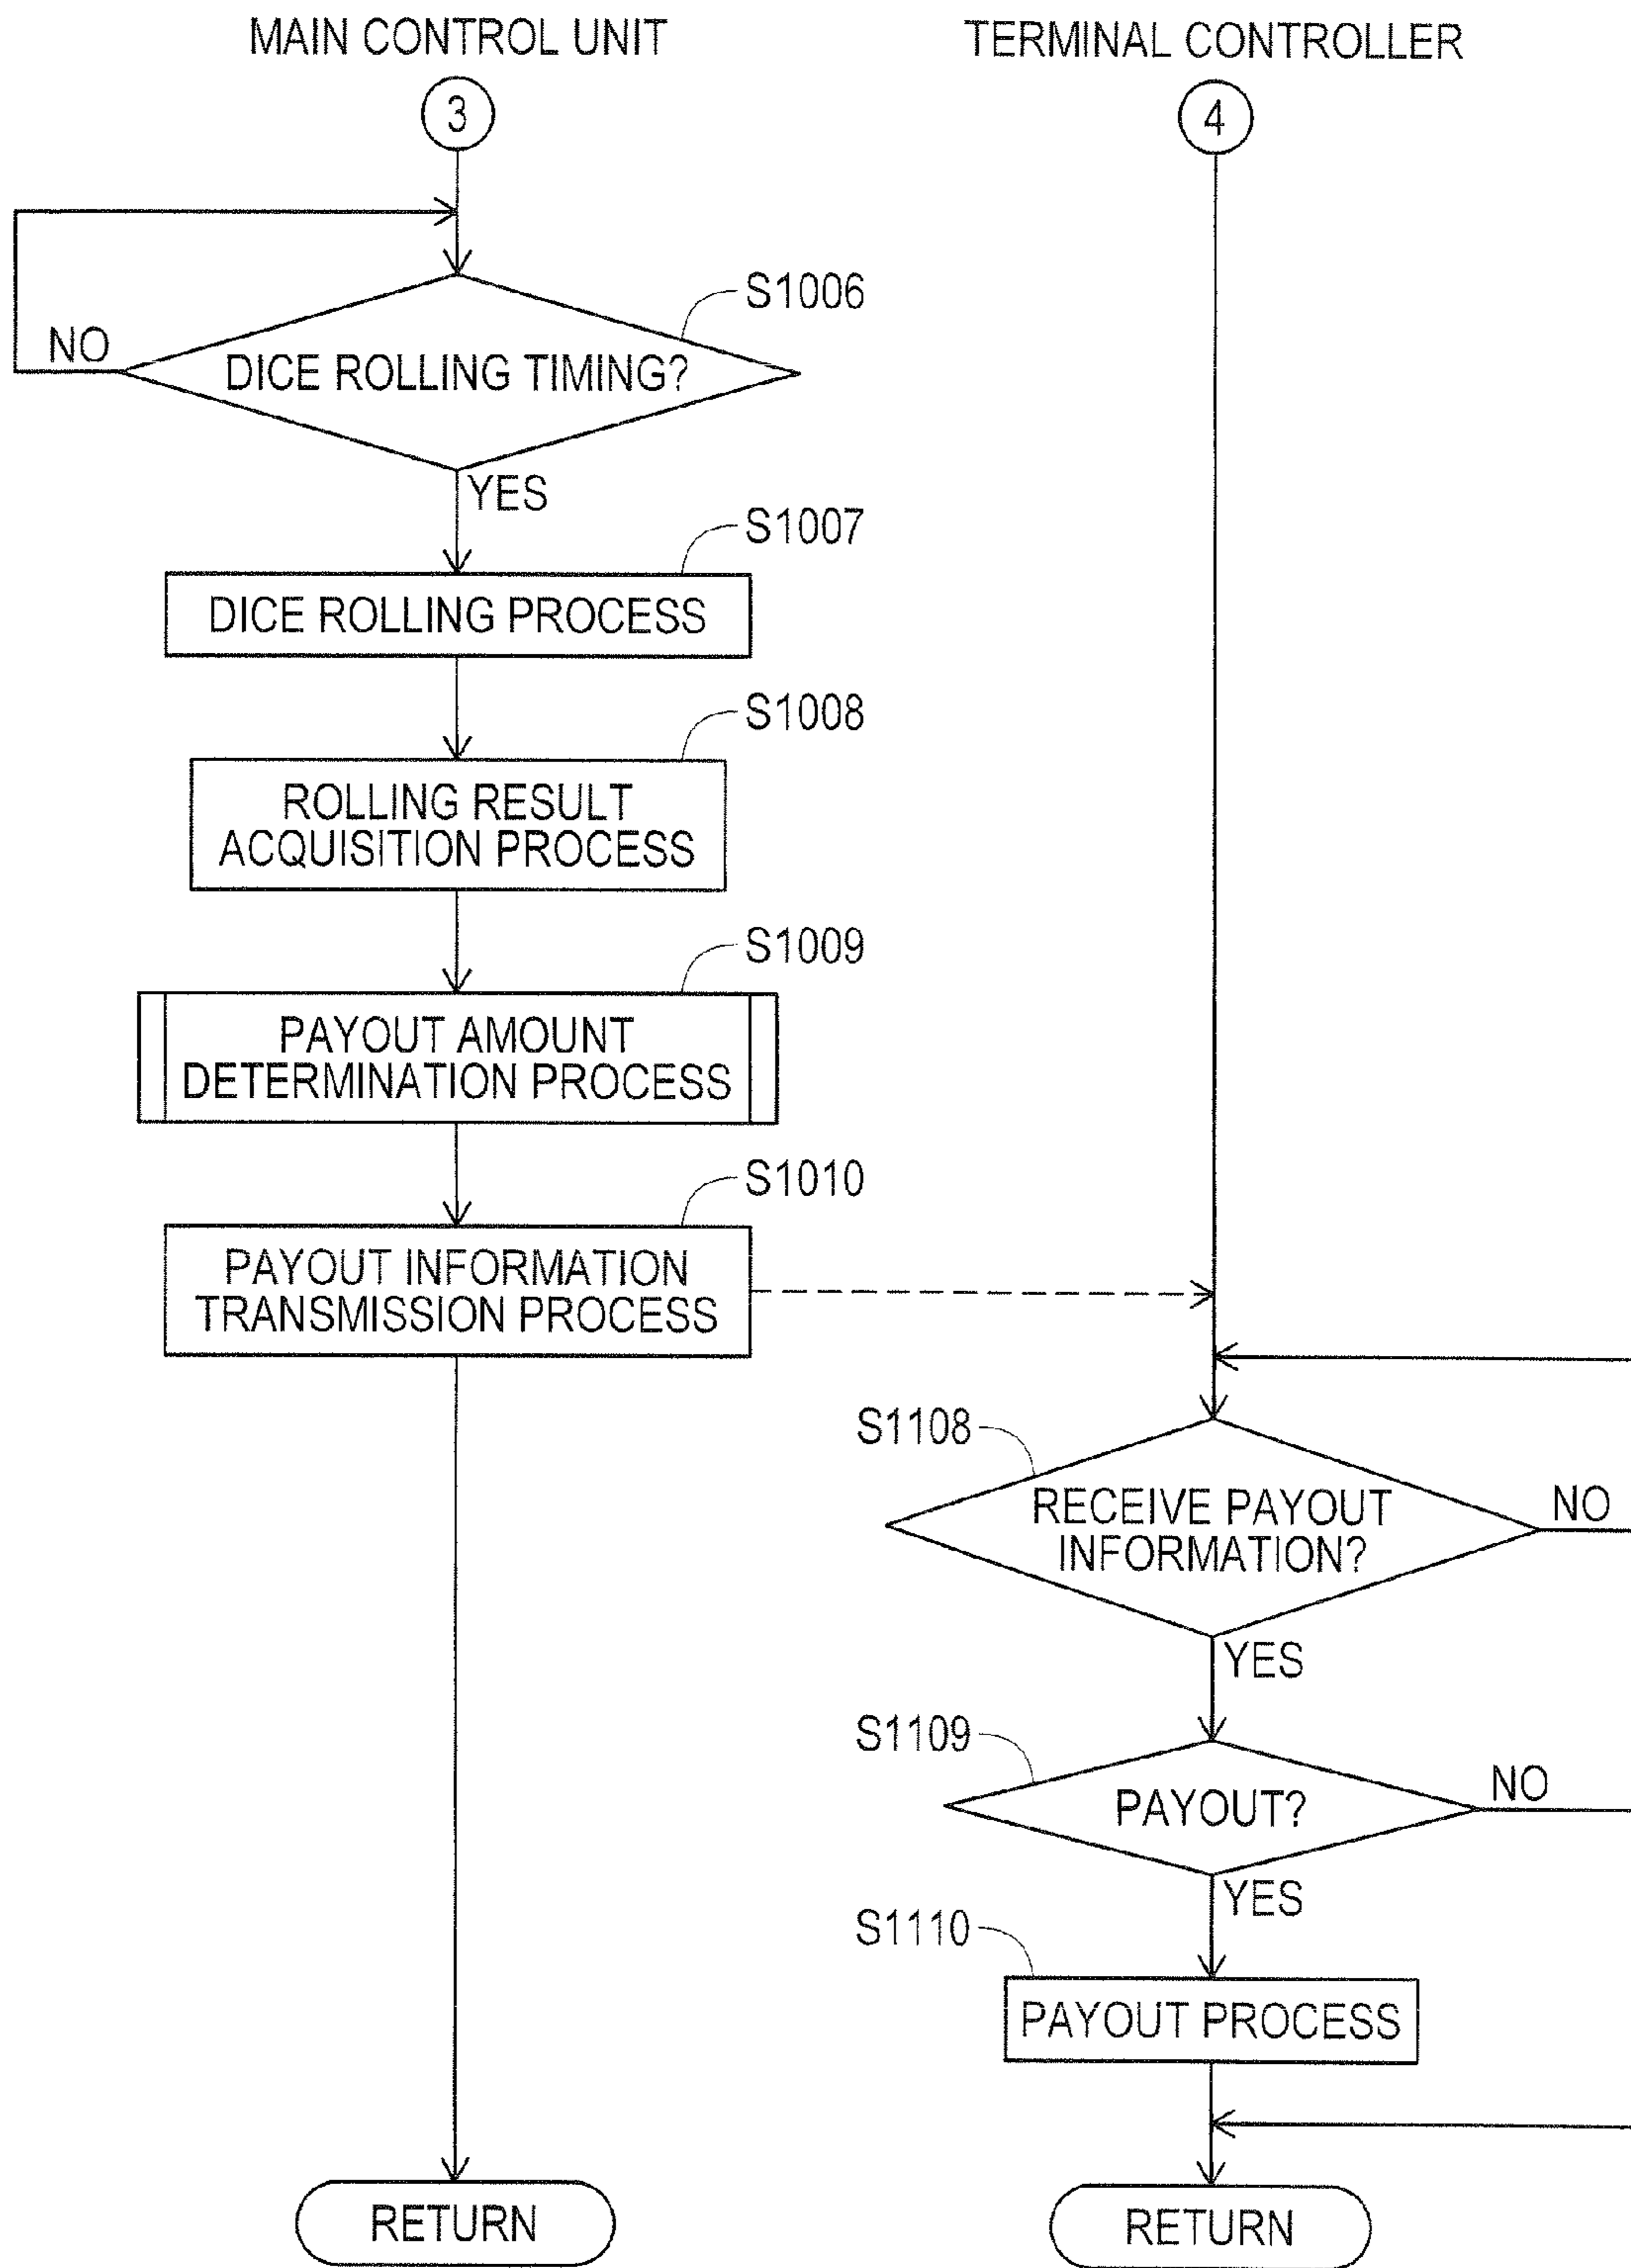 MAIN CONTROL UNIT
TERMINAL CONTROLLER
3
4
S1006
NO
DICE ROLLING TIMING?
YES
S1007
DICE ROLLING PROCESS
S1008
ROLLING RESULT
ACQUISITION PROCESS
S1009
PAYOUT AMOUNT
DETERMINATION PROCESS
S1010
PAYOUT INFORMATION
TRANSMISSION PROCESS
S1108
RECEIVE PAYOUT
INFORMATION?
NO
YES
S1109
PAYOUT?
NO
YES
S1110
PAYOUT PROCESS
RETURN
RETURN